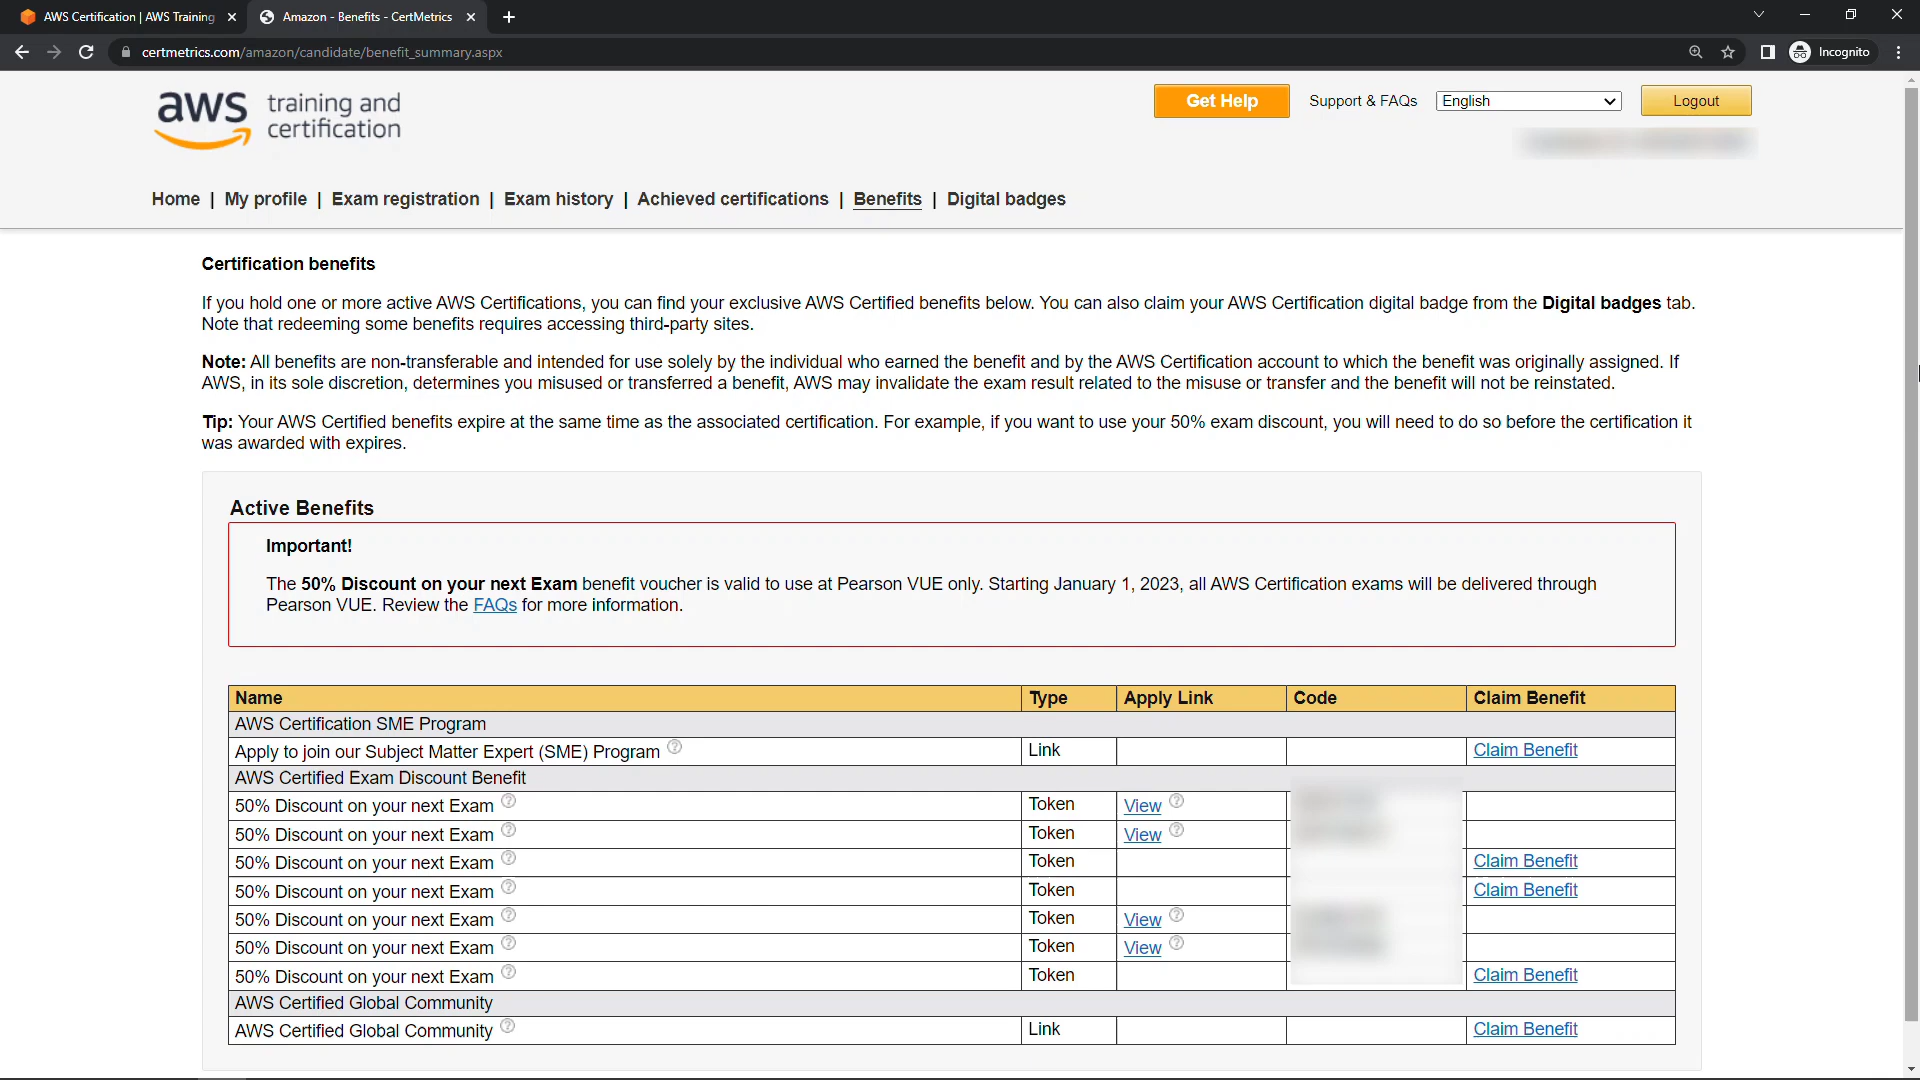 AWS Certification | AWS Training
Amazon - Benefits - CertMetrics
certmetrics.com/amazon/candidate/benefit_summary.aspx
Incognito
aws training and certification
Get Help
Support & FAQs
English
Logout
Home | My profile | Exam registration | Exam history | Achieved certifications | Benefits | Digital badges
Certification benefits
If you hold one or more active AWS Certifications, you can find your exclusive AWS Certified benefits below. You can also claim your AWS Certification digital badge from the Digital badges tab.
Note that redeeming some benefits requires accessing third-party sites.
Note: All benefits are non-transferable and intended for use solely by the individual who earned the benefit and by the AWS Certification account to which the benefit was originally assigned. If
AWS, in its sole discretion, determines you misused or transferred a benefit, AWS may invalidate the exam result related to the misuse or transfer and the benefit will not be reinstated.
Tip: Your AWS Certified benefits expire at the same time as the associated certification. For example, if you want to use your 50% exam discount, you will need to do so before the certification it
was awarded with expires.
Active Benefits
Important!
The 50% Discount on your next Exam benefit voucher is valid to use at Pearson VUE only. Starting January 1, 2023, all AWS Certification exams will be delivered through
Pearson VUE. Review the FAQs for more information.
Name Type Apply Link Code Claim Benefit
AWS Certification SME Program
Apply to join our Subject Matter Expert (SME) Program ? Link Claim Benefit
AWS Certified Exam Discount Benefit
50% Discount on your next Exam ? Token View ?
50% Discount on your next Exam ? Token View ?
50% Discount on your next Exam ? Token Claim Benefit
50% Discount on your next Exam ? Token Claim Benefit
50% Discount on your next Exam ? Token View ?
50% Discount on your next Exam ? Token View ?
50% Discount on your next Exam ? Token Claim Benefit
AWS Certified Global Community
AWS Certified Global Community ? Link Claim Benefit